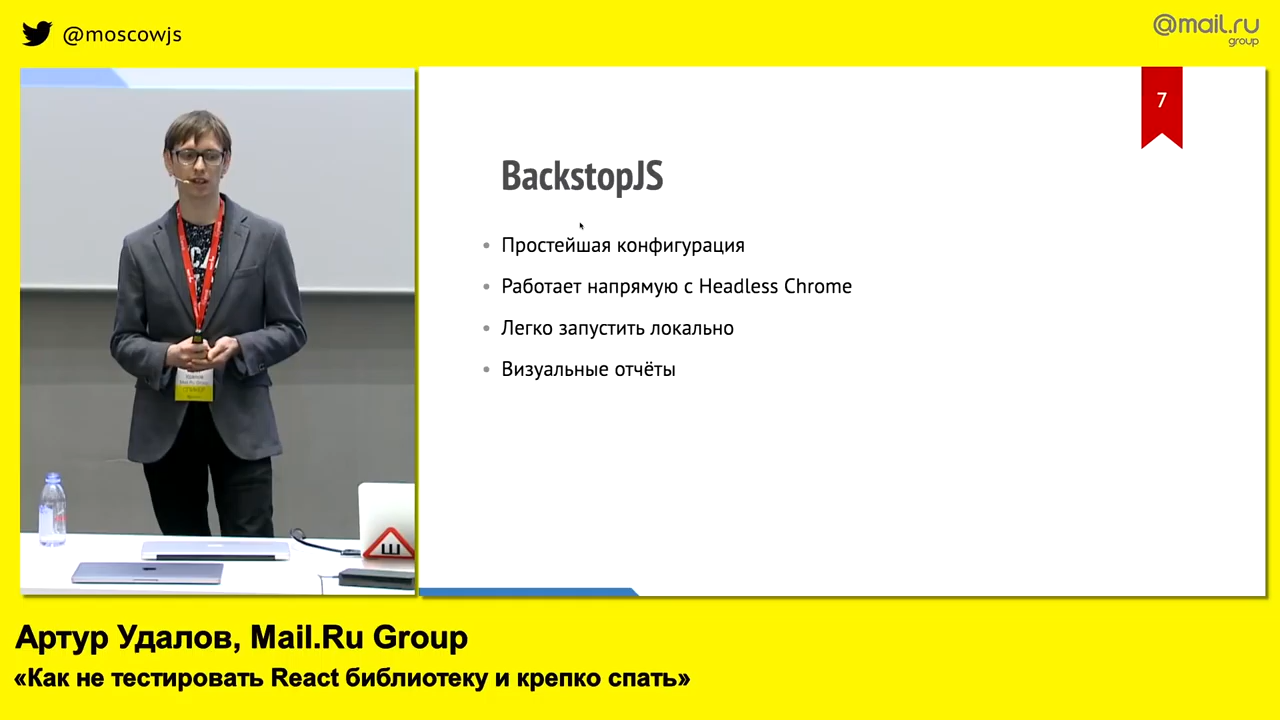 @moscowjs
@mail.ru
group
7
BackstopJS
• Простейшая конфигурация
• Работает напрямую с Headless Chrome
• Легко запустить локально
• Визуальные отчёты
Ш
Артур Удалов, Mail.Ru Group
«Как не тестировать React библиотеку и крепко спать»